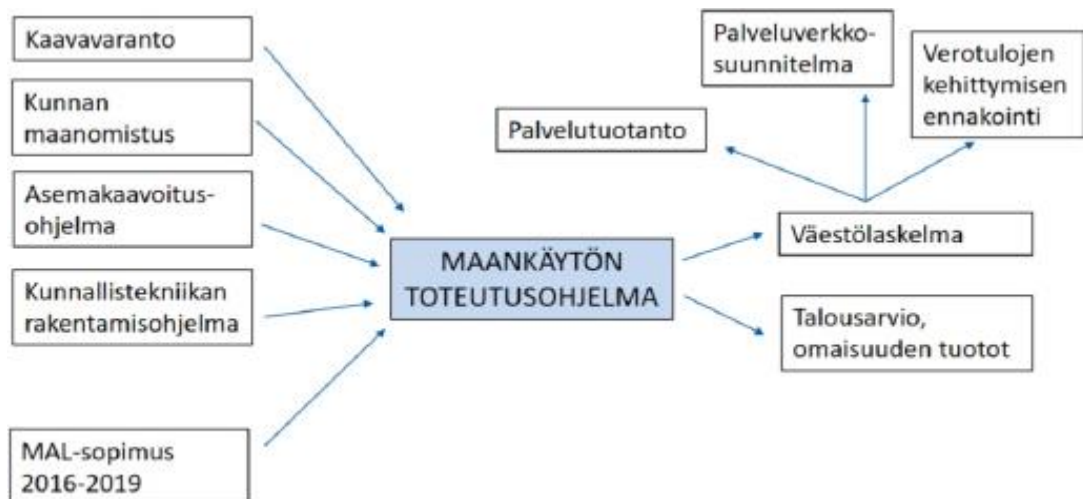 Kaavavaranto
Kunnan
maanomistus
Asemakaavoitus-
ohjelma
Kunnallistekniikan
rakentamisohjelma
MAL-sopimus
2016-2019
MAANKÄYTÖN
TOTEUTUSOHJELMA
Palvelutuotanto
Palveluverkko-
suunnitelma
Verotulojen
kehittymisen
ennakointi
Väestölaskelma
Talousarvio,
omaisuuden tuotot